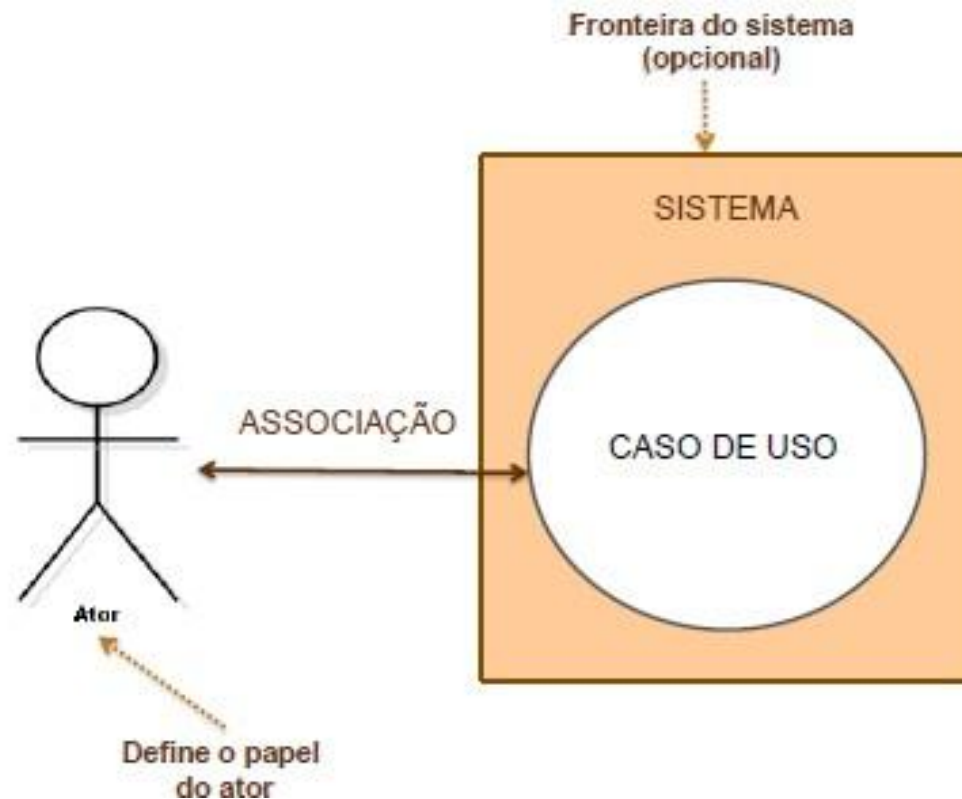 Fronteira do sistema
(opcional)
SISTEMA
ASSOCIAÇÃO
CASO DE USO
Ator
Define o papel
do ator